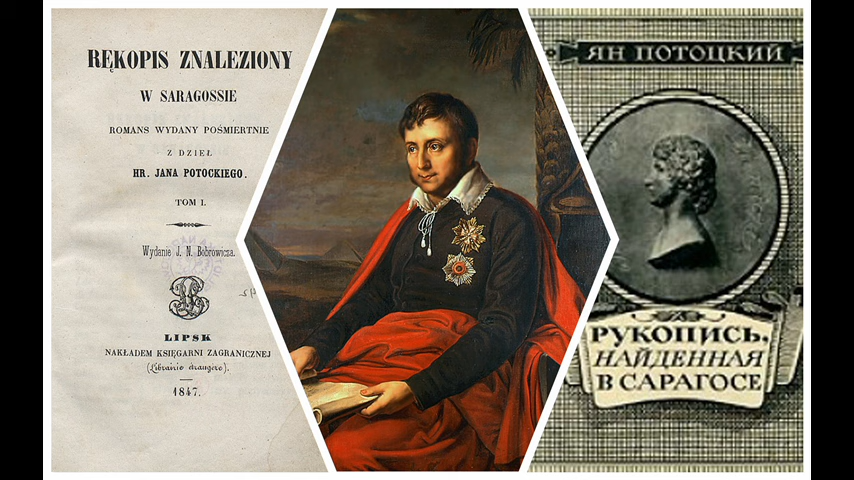 RĘKOPIS ZNALEZIONY
W SARAGOSSIE
ROMANS WYDANY POŚMIERTNIE
Z DZIEŁ
HR. JANA POTOCKIEGO.
TOM I.
Wydanie J. N. Bobrowicza.
LIPSK
NAKŁADEM KSIĘGARNI ZAGRANICZNEJ
(Librairie étrangère).
1847.
ЯН ПОТОЦКИЙ
РУКОПИСЬ,
НАЙДЕННАЯ
В САРАГОСЕ